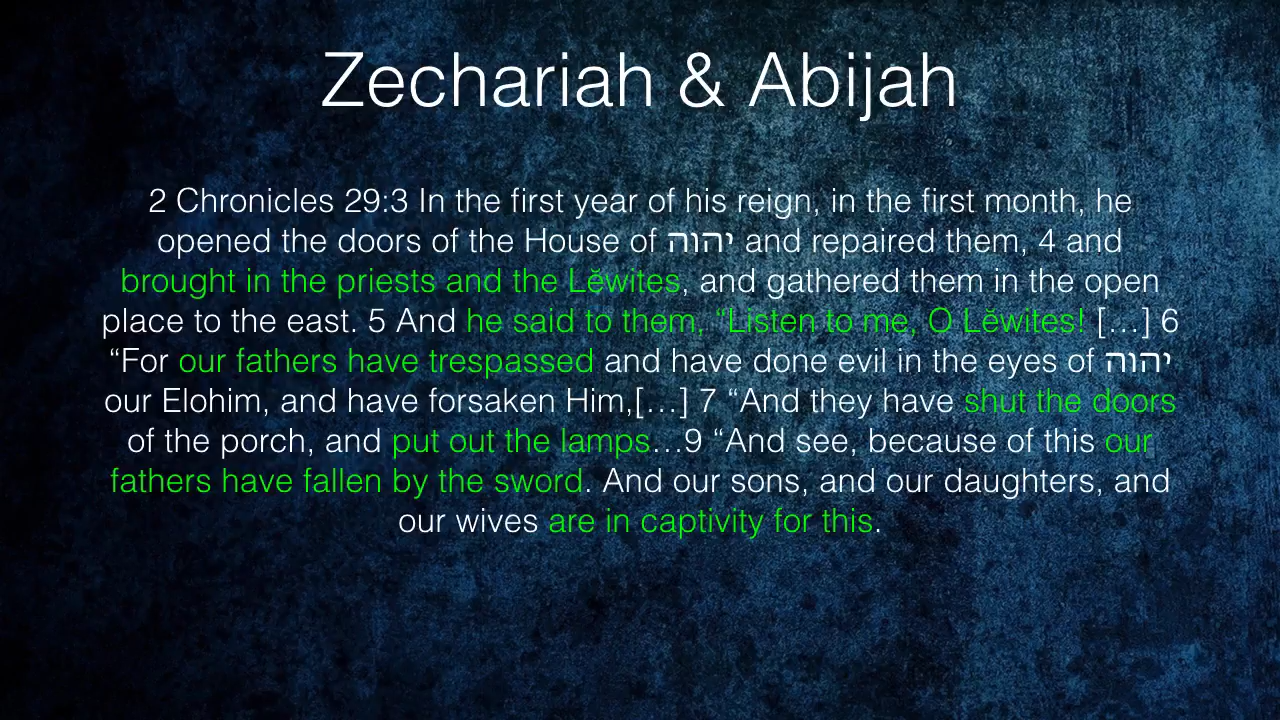 Zechariah & Abijah
2 Chronicles 29:3 In the first year of his reign, in the first month, he
opened the doors of the House of יהוה and repaired them, 4 and
brought in the priests and the Lĕwites, and gathered them in the open
place to the east. 5 And he said to them, “Listen to me, O Lĕwites! […] 6
“For our fathers have trespassed and have done evil in the eyes of יהוה
our Elohim, and have forsaken Him,[…] 7 “And they have shut the doors
of the porch, and put out the lamps…9 “And see, because of this our
fathers have fallen by the sword. And our sons, and our daughters, and
our wives are in captivity for this.